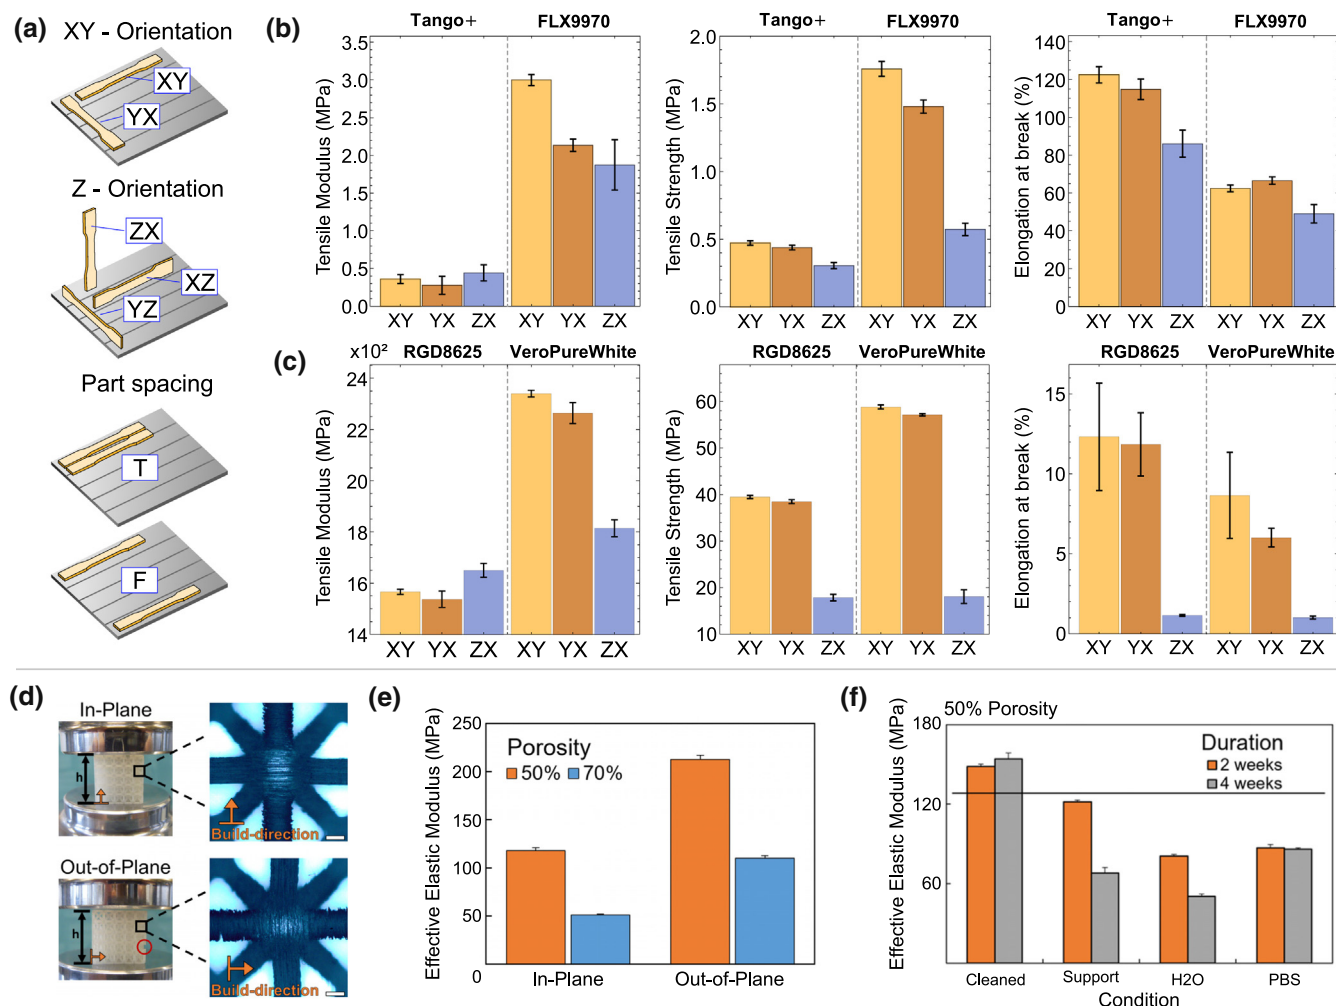 (a)
XY - Orientation
XY
YX
Z - Orientation
ZX
XZ
YZ
Part spacing
T
F
(b)
Tango+ FLX9970
Tensile Modulus (MPa)
3.5
3.0
2.5
2.0
1.5
1.0
0.5
0.0
XY YX ZX XY YX ZX
Tango+ FLX9970
Tensile Strength (MPa)
2.0
1.5
1.0
0.5
0.0
XY YX ZX XY YX ZX
Tango+ FLX9970
Elongation at break (%)
140
120
100
80
60
40
20
0
XY YX ZX XY YX ZX
(c)
x10²
RGD8625 VeroPureWhite
Tensile Modulus (MPa)
24
22
20
18
16
14
XY YX ZX XY YX ZX
RGD8625 VeroPureWhite
Tensile Strength (MPa)
60
50
40
30
20
10
XY YX ZX XY YX ZX
RGD8625 VeroPureWhite
Elongation at break (%)
15
10
5
0
XY YX ZX XY YX ZX
(d)
In-Plane
h
Build-direction
Out-of-Plane
h
Build-direction
(e)
Effective Elastic Modulus (MPa)
250
200
150
100
50
0
Porosity
50% 70%
In-Plane Out-of-Plane
(f)
50% Porosity
Effective Elastic Modulus (MPa)
180
120
60
Duration
2 weeks
4 weeks
Cleaned Support H2O PBS
Condition